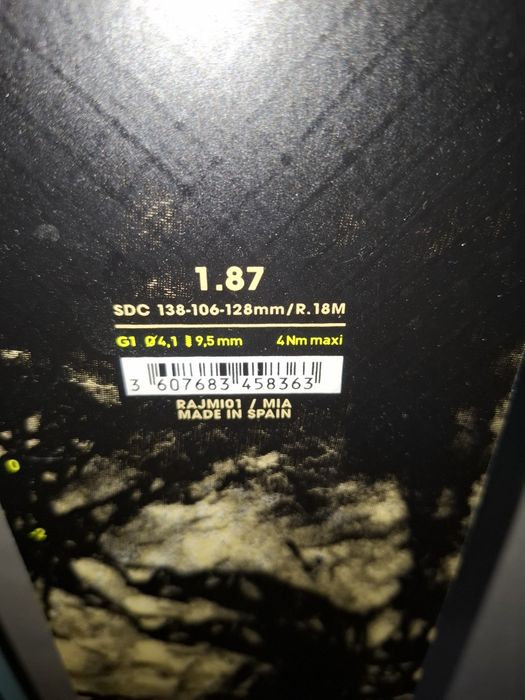 1.87
SDC 138-106-128mm/R.18M
G1 Ø4,1 9,5mm 4Nm maxi
3 607683 458363
RAJMI01 / MIA
MADE IN SPAIN